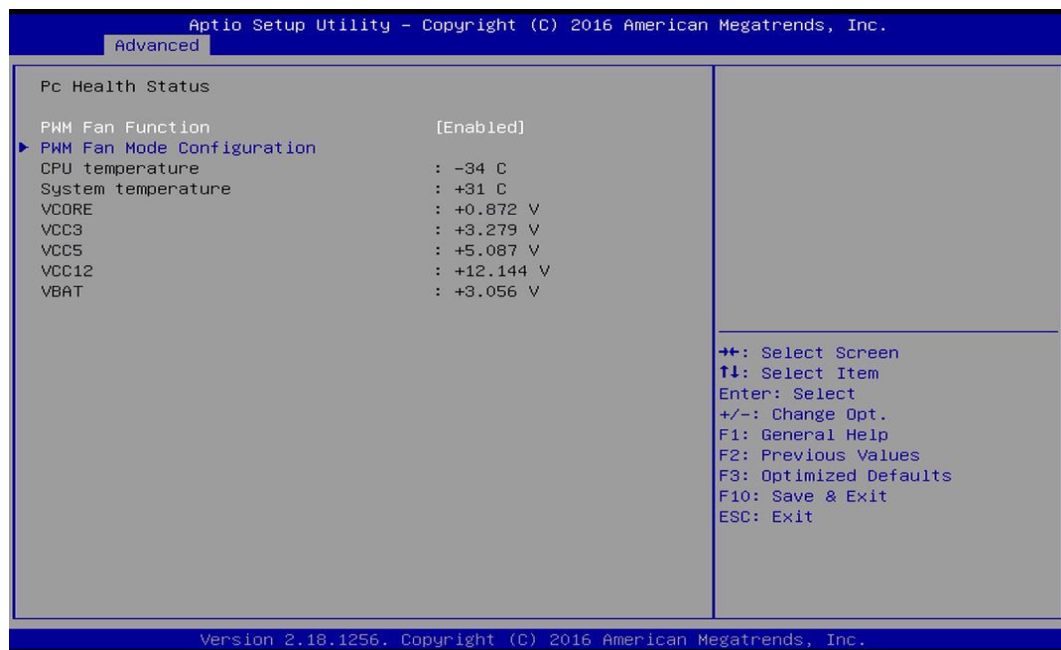 Aptio Setup Utility – Copyright (C) 2016 American Megatrends, Inc.
Advanced
Pc Health Status
PWM Fan Function [Enabled]
▶ PWM Fan Mode Configuration
CPU temperature : -34 C
System temperature : +31 C
VCORE : +0.872 V
VCC3 : +3.279 V
VCC5 : +5.087 V
VCC12 : +12.144 V
VBAT : +3.056 V
→←: Select Screen
↑↓: Select Item
Enter: Select
+/-: Change Opt.
F1: General Help
F2: Previous Values
F3: Optimized Defaults
F10: Save & Exit
ESC: Exit
Version 2.18.1256. Copyright (C) 2016 American Megatrends, Inc.